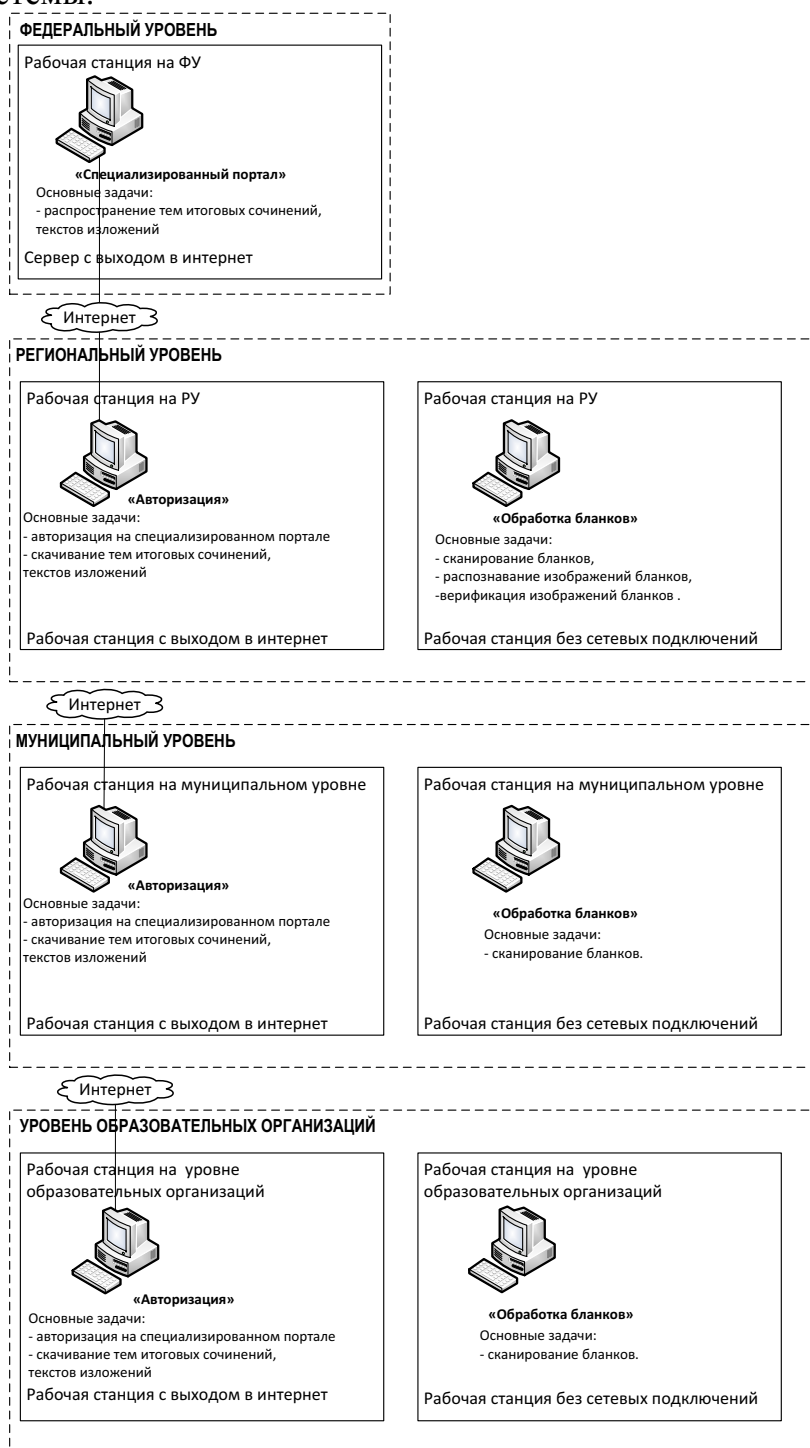 стемы.
ФЕДЕРАЛЬНЫЙ УРОВЕНЬ
Рабочая станция на ФУ
«Специализированный портал»
Основные задачи:
- распространение тем итоговых сочинений,
текстов изложений
Сервер с выходом в интернет
Интернет
РЕГИОНАЛЬНЫЙ УРОВЕНЬ
Рабочая станция на РУ
«Авторизация»
Основные задачи:
- авторизация на специализированном портале
- скачивание тем итоговых сочинений,
текстов изложений
Рабочая станция с выходом в интернет
Рабочая станция на РУ
«Обработка бланков»
Основные задачи:
- сканирование бланков,
- распознавание изображений бланков,
-верификация изображений бланков .
Рабочая станция без сетевых подключений
Интернет
МУНИЦИПАЛЬНЫЙ УРОВЕНЬ
Рабочая станция на муниципальном уровне
«Авторизация»
Основные задачи:
- авторизация на специализированном портале
- скачивание тем итоговых сочинений,
текстов изложений
Рабочая станция с выходом в интернет
Рабочая станция на муниципальном уровне
«Обработка бланков»
Основные задачи:
- сканирование бланков.
Рабочая станция без сетевых подключений
Интернет
УРОВЕНЬ ОБРАЗОВАТЕЛЬНЫХ ОРГАНИЗАЦИЙ
Рабочая станция на уровне
образовательных организаций
«Авторизация»
Основные задачи:
- авторизация на специализированном портале
- скачивание тем итоговых сочинений,
текстов изложений
Рабочая станция с выходом в интернет
Рабочая станция на уровне
образовательных организаций
«Обработка бланков»
Основные задачи:
- сканирование бланков.
Рабочая станция без сетевых подключений